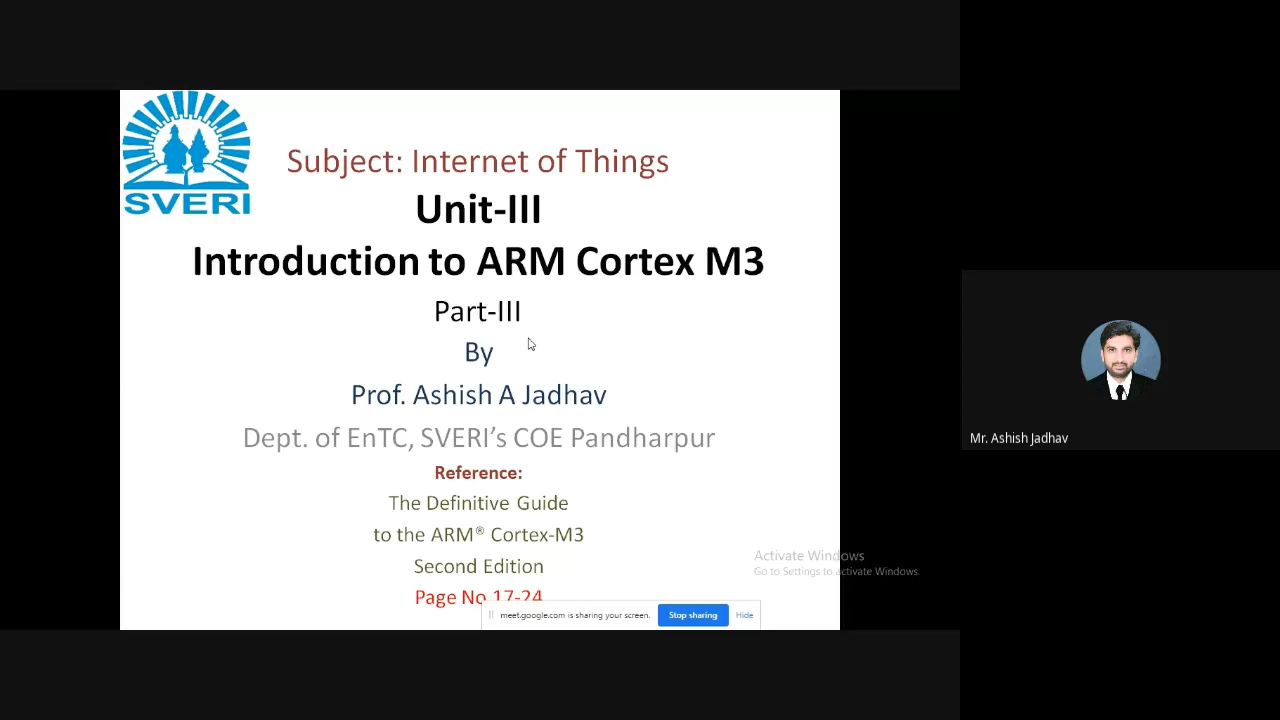 SVERI
Subject: Internet of Things
Unit-III
Introduction to ARM Cortex M3
Part-III
By
Prof. Ashish A Jadhav
Dept. of EnTC, SVERI’s COE Pandharpur
Reference:
The Definitive Guide
to the ARM® Cortex-M3
Second Edition
Page No 17-24
Activate Windows
Go to Settings to activate Windows.
meet.google.com is sharing your screen. Stop sharing Hide
Mr. Ashish Jadhav